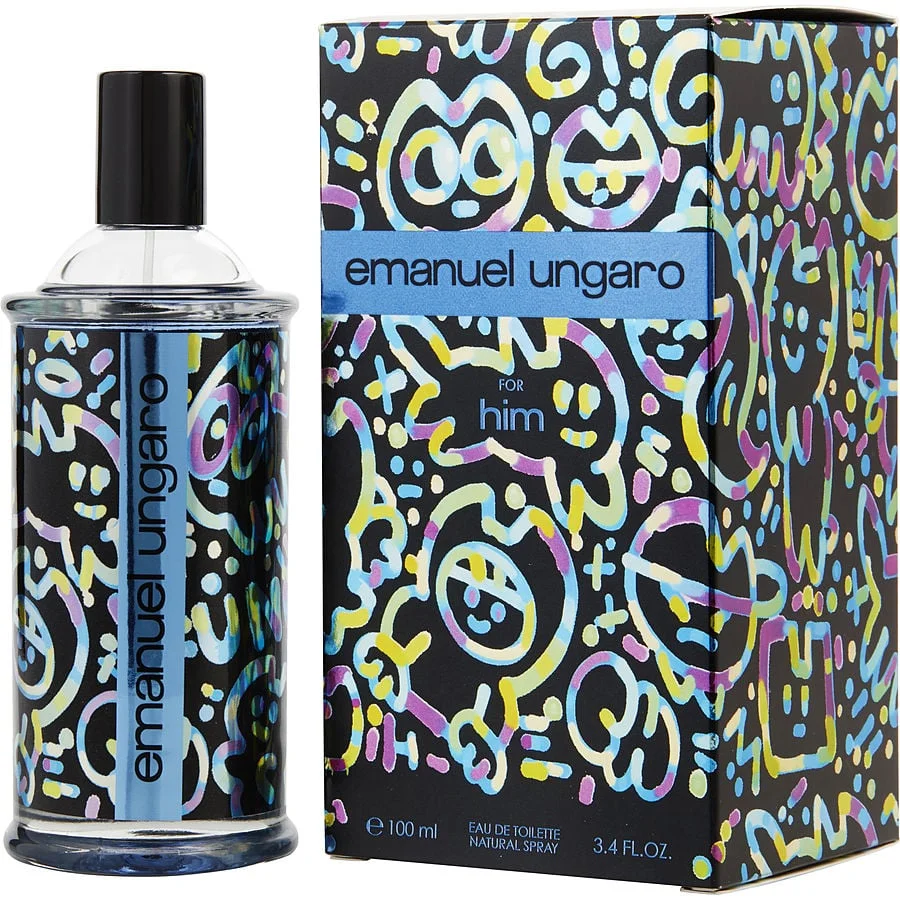 emanuel ungaro
emanuel ungaro
FOR
him
℮ 100 ml
EAU DE TOILETTE
NATURAL SPRAY
3.4 FL.OZ.